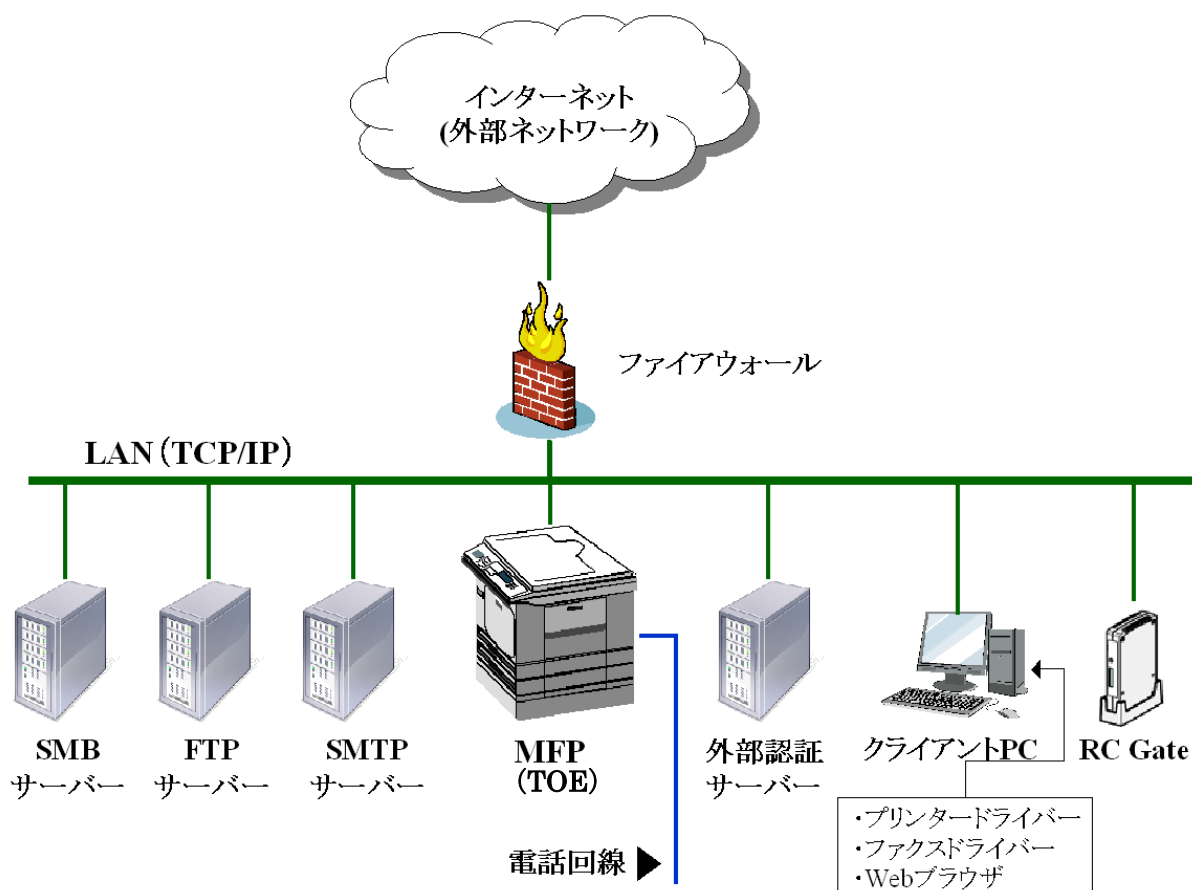 インターネット
(外部ネットワーク)
ファイアウォール
LAN（TCP/IP）
SMB
サーバー
FTP
サーバー
SMTP
サーバー
MFP
（TOE）
外部認証
サーバー
クライアントPC
RC Gate
電話回線
・プリンタードライバー
・ファクスドライバー
・Webブラウザ